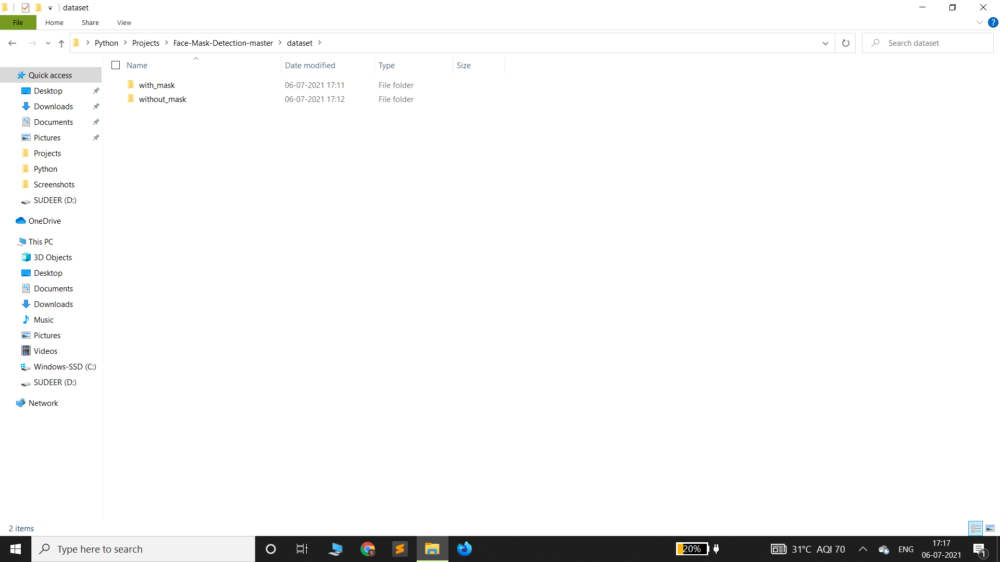 dataset
File Home Share View
Python Projects Face-Mask-Detection-master dataset Search dataset
Name Date modified Type Size
with_mask 06-07-2021 17:11 File folder
without_mask 06-07-2021 17:12 File folder
Quick access
Desktop
Downloads
Documents
Pictures
Projects
Python
Screenshots
SUDEER (D:)
OneDrive
This PC
3D Objects
Desktop
Documents
Downloads
Music
Pictures
Videos
Windows-SSD (C:)
SUDEER (D:)
Network
2 items
Type here to search 20% 31°C AQI 70 ENG 17:17
06-07-2021 1